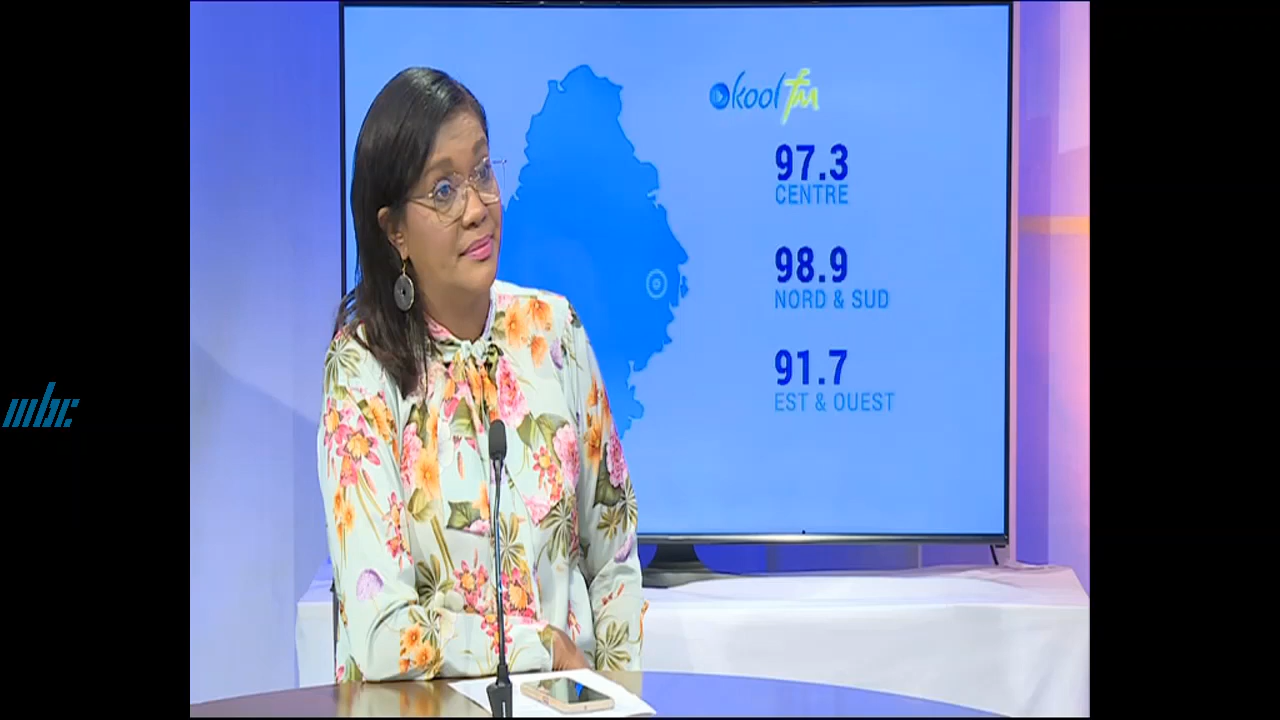 kool fm
97.3
CENTRE
98.9
NORD & SUD
91.7
EST & OUEST
mbc